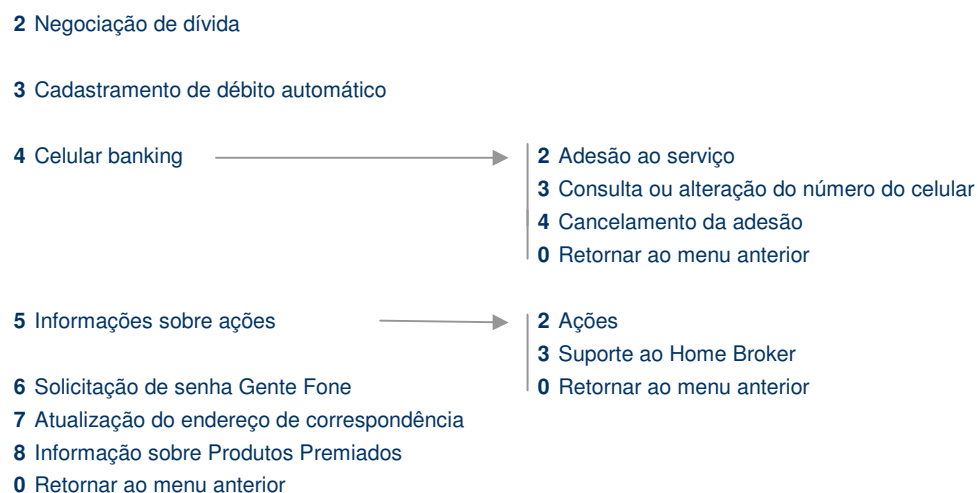 2 Negociação de dívida
3 Cadastramento de débito automático
4 Celular banking
2 Adesão ao serviço
3 Consulta ou alteração do número do celular
4 Cancelamento da adesão
0 Retornar ao menu anterior
5 Informações sobre ações
2 Ações
3 Suporte ao Home Broker
0 Retornar ao menu anterior
6 Solicitação de senha Gente Fone
7 Atualização do endereço de correspondência
8 Informação sobre Produtos Premiados
0 Retornar ao menu anterior